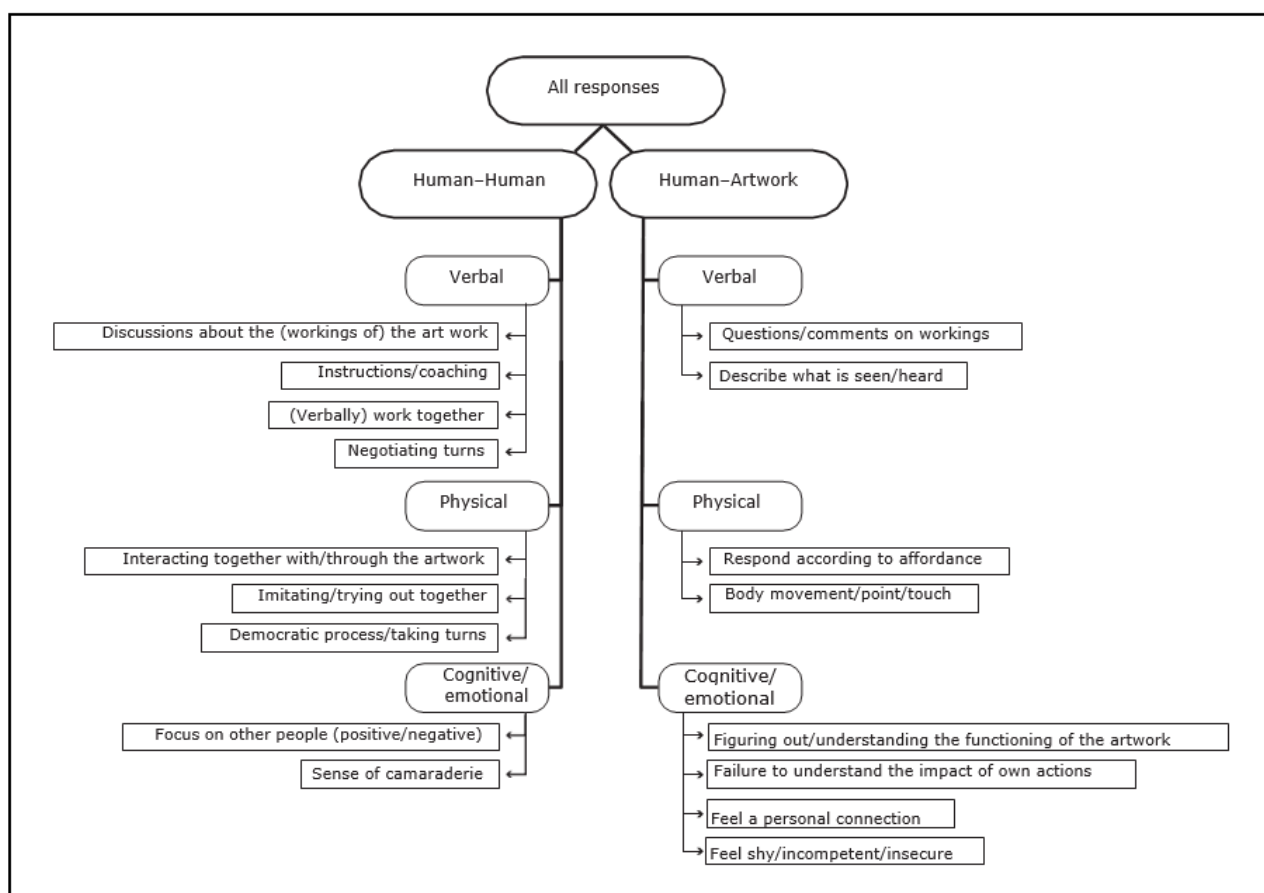 All responses
Human–Human
Human–Artwork
Verbal
Discussions about the (workings of) the art work
Instructions/coaching
(Verbally) work together
Negotiating turns
Physical
Interacting together with/through the artwork
Imitating/trying out together
Democratic process/taking turns
Cognitive/
emotional
Focus on other people (positive/negative)
Sense of camaraderie
Verbal
Questions/comments on workings
Describe what is seen/heard
Physical
Respond according to affordance
Body movement/point/touch
Cognitive/
emotional
Figuring out/understanding the functioning of the artwork
Failure to understand the impact of own actions
Feel a personal connection
Feel shy/incompetent/insecure